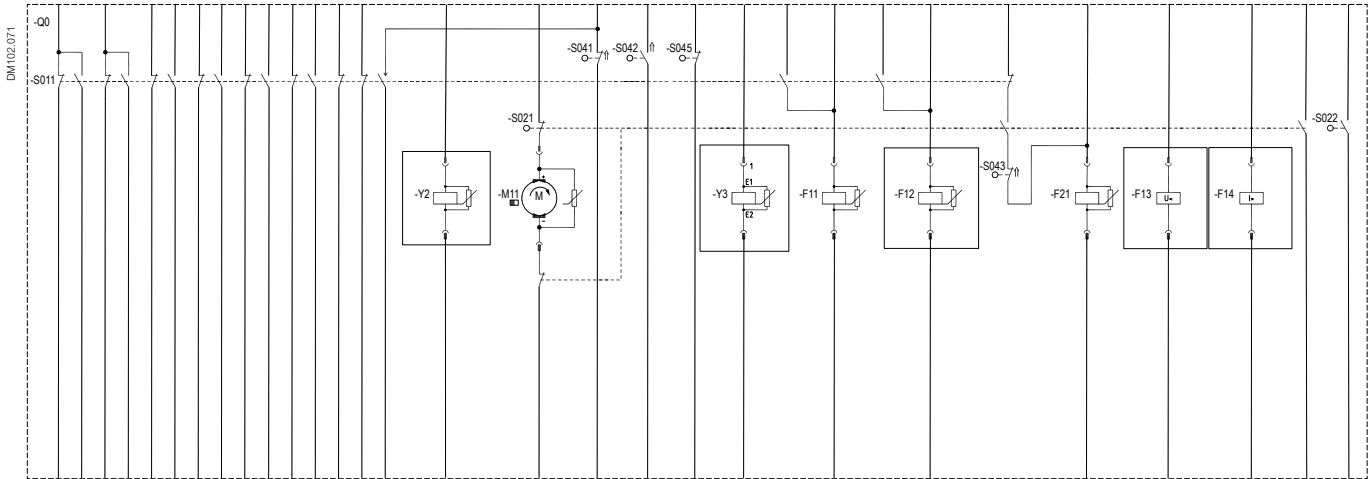 DM102.071
-Q0
-S011
-S041
-S042
-S045
-S021
-S022
-S043
-Y2
-M11
M
+
-
-Y3
1
E1
E2
-F11
-F12
-F21
-F13
U<
-F14
I>